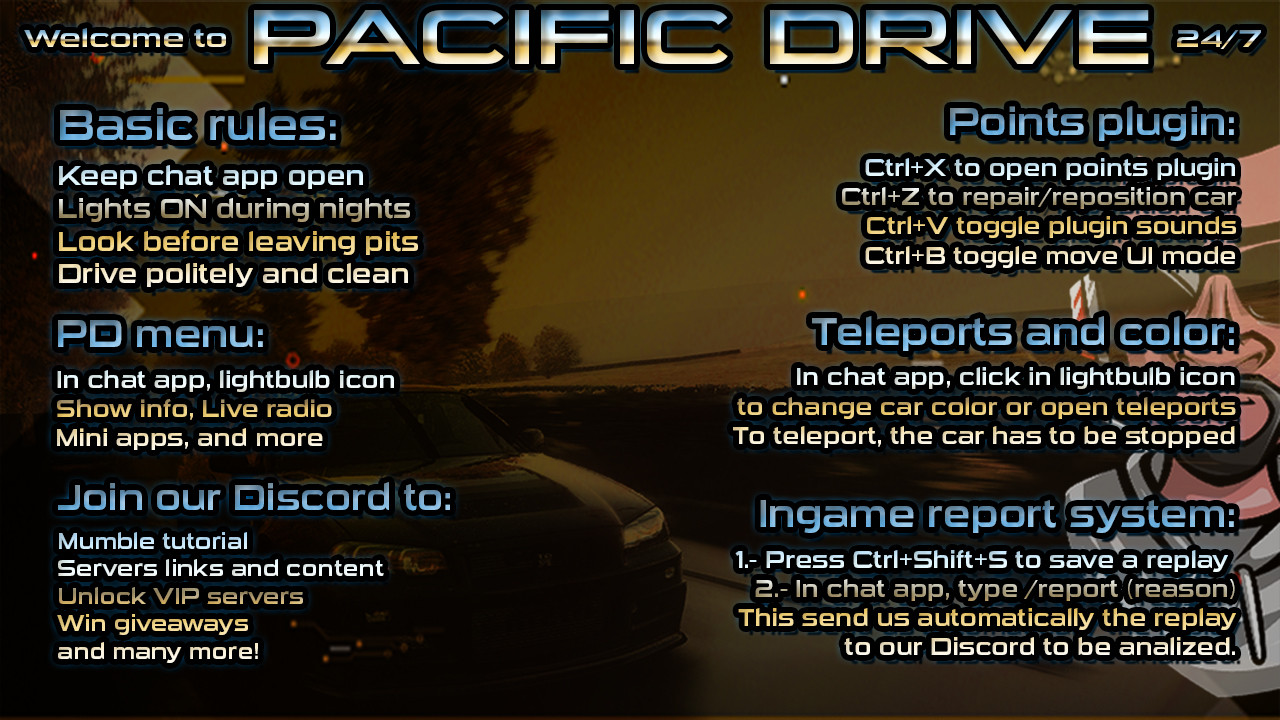 Welcome to PACIFIC DRIVE 24/7
Basic rules:
Keep chat app open
Lights ON during nights
Look before leaving pits
Drive politely and clean
PD menu:
In chat app, lightbulb icon
Show info, Live radio
Mini apps, and more
Join our Discord to:
Mumble tutorial
Servers links and content
Unlock VIP servers
Win giveaways
and many more!
Points plugin:
Ctrl+X to open points plugin
Ctrl+Z to repair/reposition car
Ctrl+V toggle plugin sounds
Ctrl+B toggle move UI mode
Teleports and color:
In chat app, click in lightbulb icon
to change car color or open teleports
To teleport, the car has to be stopped
Ingame report system:
1.- Press Ctrl+Shift+S to save a replay
2.- In chat app, type /report (reason)
This send us automatically the replay
to our Discord to be analized.